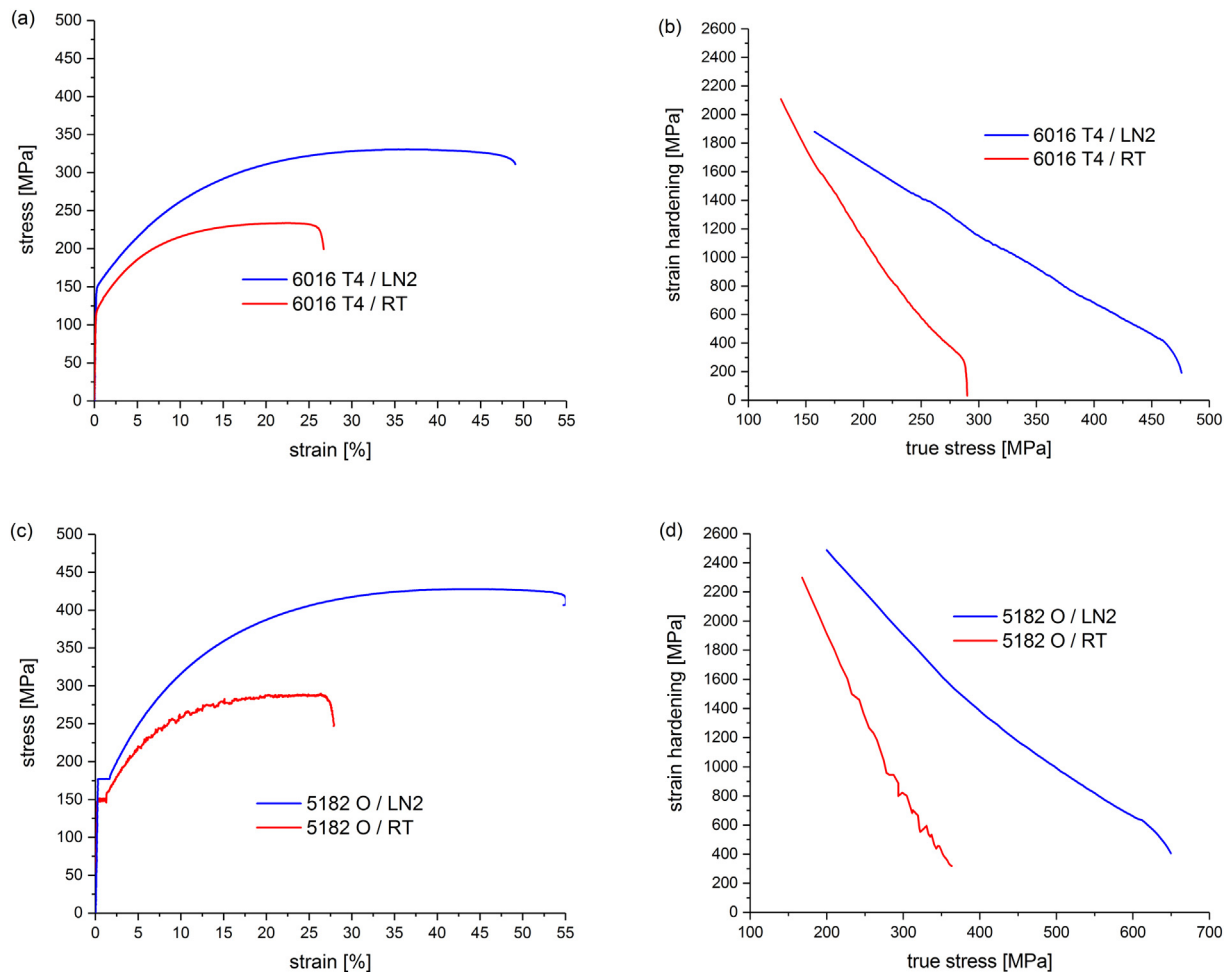 (a)
500
450
400
350
300
250
200
150
100
50
0
stress [MPa]
6016 T4 / LN2
6016 T4 / RT
0 5 10 15 20 25 30 35 40 45 50 55
strain [%]
(b)
2600
2400
2200
2000
1800
1600
1400
1200
1000
800
600
400
200
0
strain hardening [MPa]
6016 T4 / LN2
6016 T4 / RT
100 150 200 250 300 350 400 450 500
true stress [MPa]
(c)
500
450
400
350
300
250
200
150
100
50
0
stress [MPa]
5182 O / LN2
5182 O / RT
0 5 10 15 20 25 30 35 40 45 50 55
strain [%]
(d)
2600
2400
2200
2000
1800
1600
1400
1200
1000
800
600
400
200
0
strain hardening [MPa]
5182 O / LN2
5182 O / RT
100 200 300 400 500 600 700
true stress [MPa]